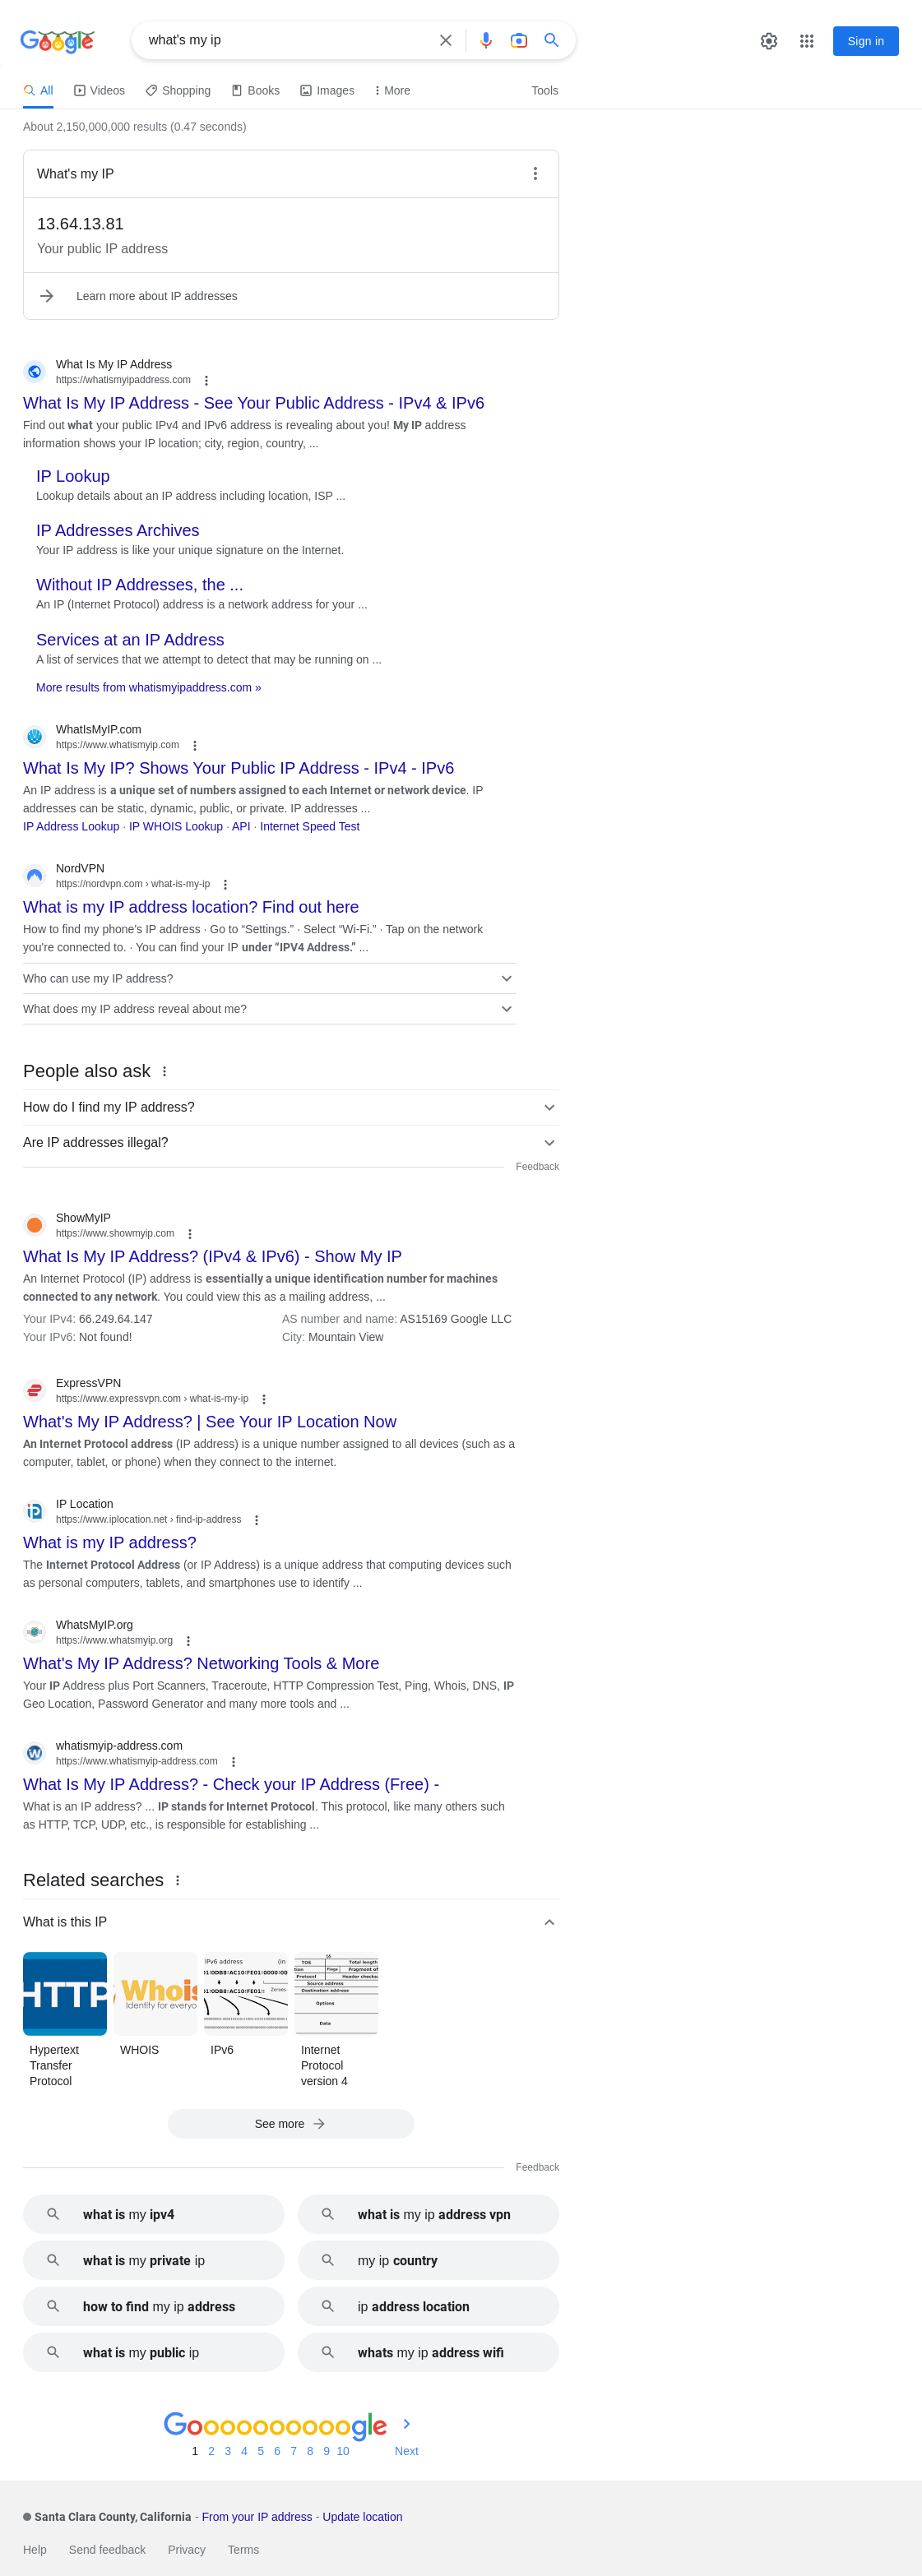 Google
what's my ip
Sign in
All
Videos
Shopping
Books
Images
More
Tools
About 2,150,000,000 results (0.47 seconds)
What's my IP
13.64.13.81
Your public IP address
Learn more about IP addresses
What Is My IP Address
https://whatismyipaddress.com
What Is My IP Address - See Your Public Address - IPv4 & IPv6
Find out what your public IPv4 and IPv6 address is revealing about you! My IP address
information shows your IP location; city, region, country, ...
IP Lookup
Lookup details about an IP address including location, ISP ...
IP Addresses Archives
Your IP address is like your unique signature on the Internet.
Without IP Addresses, the ...
An IP (Internet Protocol) address is a network address for your ...
Services at an IP Address
A list of services that we attempt to detect that may be running on ...
More results from whatismyipaddress.com »
WhatIsMyIP.com
https://www.whatismyip.com
What Is My IP? Shows Your Public IP Address - IPv4 - IPv6
An IP address is a unique set of numbers assigned to each Internet or network device. IP
addresses can be static, dynamic, public, or private. IP addresses ...
IP Address Lookup · IP WHOIS Lookup · API · Internet Speed Test
NordVPN
https://nordvpn.com › what-is-my-ip
What is my IP address location? Find out here
How to find my phone's IP address · Go to “Settings.” · Select “Wi-Fi.” · Tap on the network
you're connected to. · You can find your IP under “IPV4 Address.” ...
Who can use my IP address?
What does my IP address reveal about me?
People also ask
How do I find my IP address?
Are IP addresses illegal?
Feedback
ShowMyIP
https://www.showmyip.com
What Is My IP Address? (IPv4 & IPv6) - Show My IP
An Internet Protocol (IP) address is essentially a unique identification number for machines
connected to any network. You could view this as a mailing address, ...
Your IPv4: 66.249.64.147
AS number and name: AS15169 Google LLC
Your IPv6: Not found!
City: Mountain View
ExpressVPN
https://www.expressvpn.com › what-is-my-ip
What's My IP Address? | See Your IP Location Now
An Internet Protocol address (IP address) is a unique number assigned to all devices (such as a
computer, tablet, or phone) when they connect to the internet.
IP Location
https://www.iplocation.net › find-ip-address
What is my IP address?
The Internet Protocol Address (or IP Address) is a unique address that computing devices such
as personal computers, tablets, and smartphones use to identify ...
WhatsMyIP.org
https://www.whatsmyip.org
What's My IP Address? Networking Tools & More
Your IP Address plus Port Scanners, Traceroute, HTTP Compression Test, Ping, Whois, DNS, IP
Geo Location, Password Generator and many more tools and ...
whatismyip-address.com
https://www.whatismyip-address.com
What Is My IP Address? - Check your IP Address (Free) -
What is an IP address? ... IP stands for Internet Protocol. This protocol, like many others such
as HTTP, TCP, UDP, etc., is responsible for establishing ...
Related searches
What is this IP
HTTP
Whois
Identity for everyo
IPv6 address
(in
Zeroes
16
TOS
Total length
Flags
Fragment of
Protocol
Header checksu
Source address
Destination address
Options
Data
Hypertext
Transfer
Protocol
WHOIS
IPv6
Internet
Protocol
version 4
See more
Feedback
what is my ipv4
what is my ip address vpn
what is my private ip
my ip country
how to find my ip address
ip address location
what is my public ip
whats my ip address wifi
Goooooooooogle
1 2 3 4 5 6 7 8 9 10
Next
Santa Clara County, California - From your IP address - Update location
Help
Send feedback
Privacy
Terms